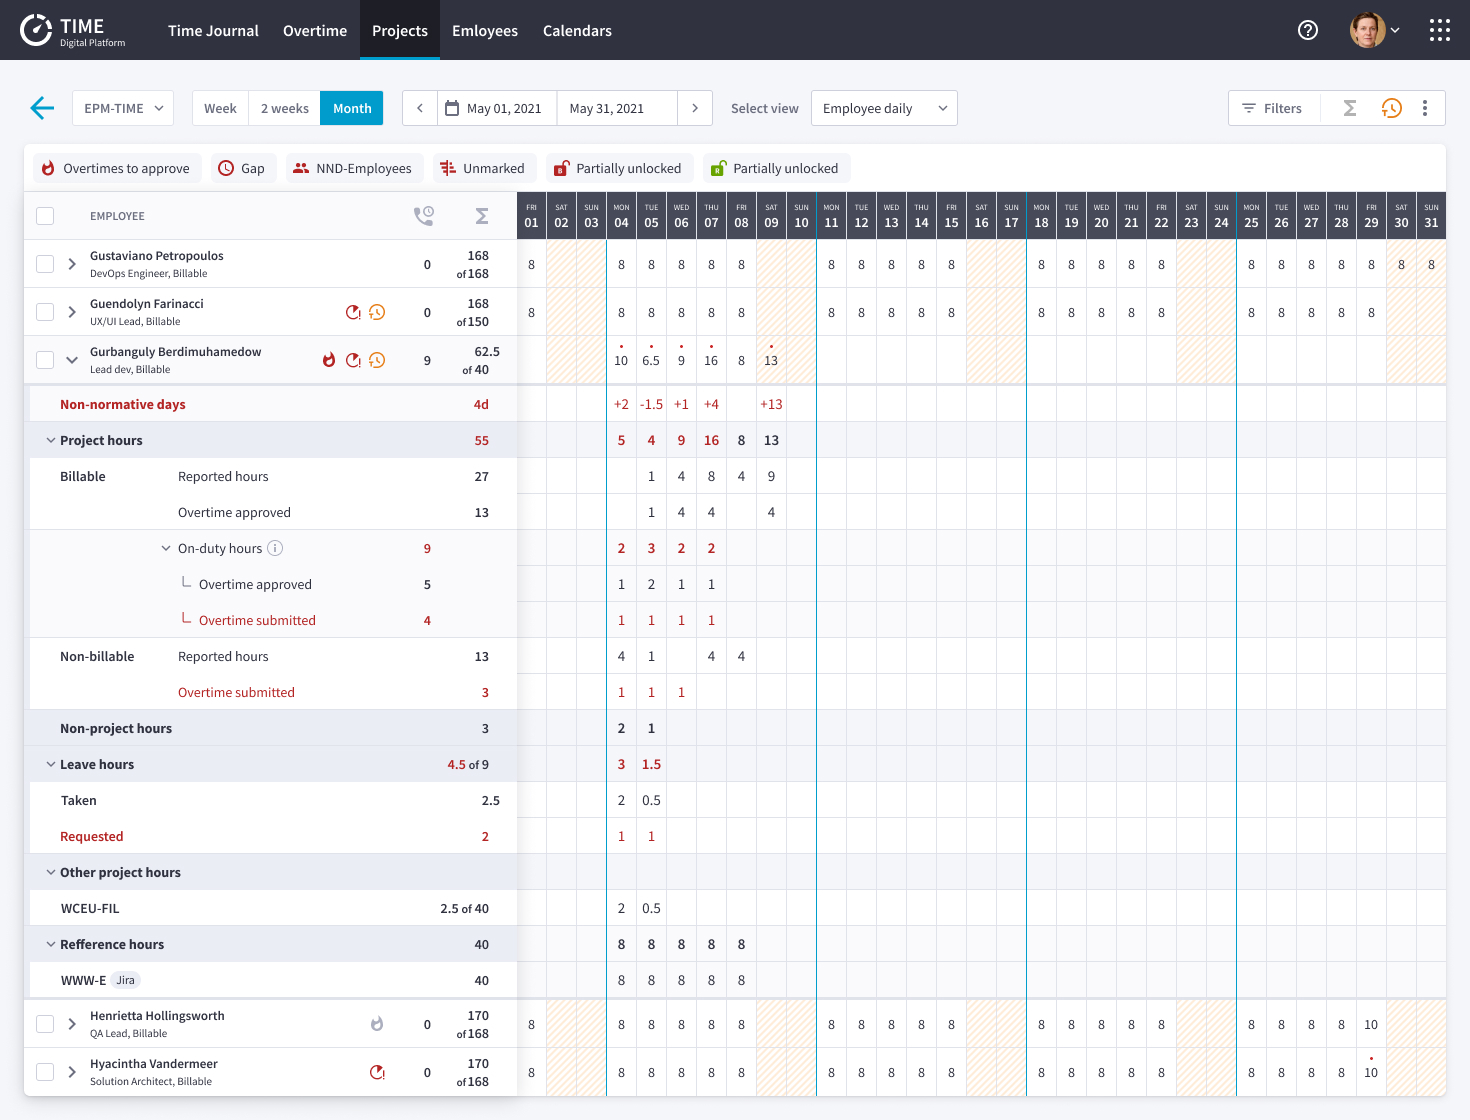 TIME
Digital Platform
Time Journal Overtime Projects Emloyees Calendars
EPM-TIME Week 2 weeks Month May 01, 2021 May 31, 2021 Select view Employee daily Filters
Overtimes to approve Gap NND-Employees Unmarked Partially unlocked Partially unlocked
EMPLOYEE
FRI SAT SUN MON TUE WED THU FRI SAT SUN MON TUE WED THU FRI SAT SUN MON TUE WED THU FRI SAT SUN MON TUE WED THU FRI SAT SUN
01 02 03 04 05 06 07 08 09 10 11 12 13 14 15 16 17 18 19 20 21 22 23 24 25 26 27 28 29 30 31
Gustaviano Petropoulos 168
DevOps Engineer, Billable 0 of 168 8 8 8 8 8 8 8 8 8 8 8 8 8 8 8 8 8 8 8 8 8 8 8
Guendolyn Farinacci 168
UX/UI Lead, Billable 0 of 150 8 8 8 8 8 8 8 8 8 8 8 8 8 8 8 8 8 8 8 8 8
Gurbanguly Berdimuhamedow 62.5
Lead dev, Billable 9 of 40 10 6.5 9 16 8 13
Non-normative days 4d +2 -1.5 +1 +4 +13
Project hours 55 5 4 9 16 8 13
Billable Reported hours 27 1 4 8 4 9
Overtime approved 13 1 4 4 4
On-duty hours 9 2 3 2 2
Overtime approved 5 1 2 1 1
Overtime submitted 4 1 1 1 1
Non-billable Reported hours 13 4 1 4 4
Overtime submitted 3 1 1 1
Non-project hours 3 2 1
Leave hours 4.5 of 9 3 1.5
Taken 2.5 2 0.5
Requested 2 1 1
Other project hours
WCEU-FIL 2.5 of 40 2 0.5
Refference hours 40 8 8 8 8 8
WWW-E Jira 40 8 8 8 8 8
Henrietta Hollingsworth 170
QA Lead, Billable 0 of 168 8 8 8 8 8 8 8 8 8 8 8 8 8 8 8 8 8 8 8 8 10
Hyacintha Vandermeer 170
Solution Architect, Billable 0 of 168 8 8 8 8 8 8 8 8 8 8 8 8 8 8 8 8 8 8 8 8 10